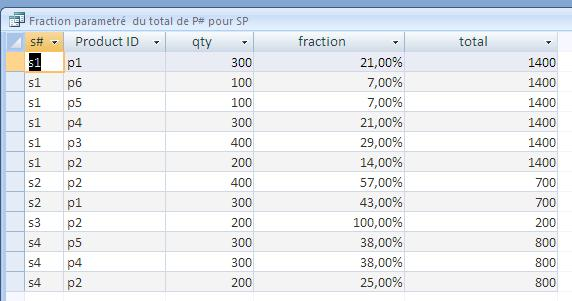 Fraction parametré  du total de P# pour SP
s# Product ID qty fraction total
s1 p1 300 21,00% 1400
s1 p6 100 7,00% 1400
s1 p5 100 7,00% 1400
s1 p4 300 21,00% 1400
s1 p3 400 29,00% 1400
s1 p2 200 14,00% 1400
s2 p2 400 57,00% 700
s2 p1 300 43,00% 700
s3 p2 200 100,00% 200
s4 p5 300 38,00% 800
s4 p4 300 38,00% 800
s4 p2 200 25,00% 800